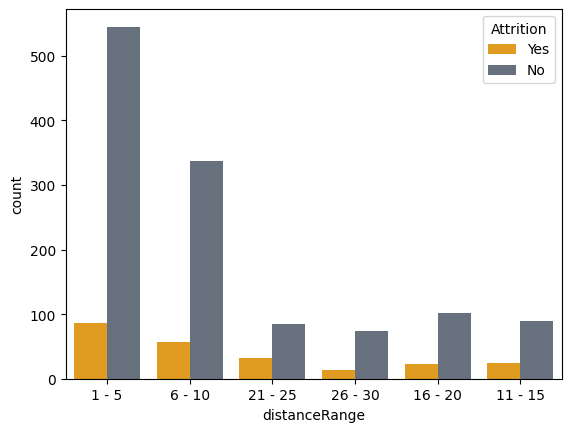 Attrition
Yes
No
500
400
300
200
100
0
count
1 - 5
6 - 10
21 - 25
26 - 30
16 - 20
11 - 15
distanceRange